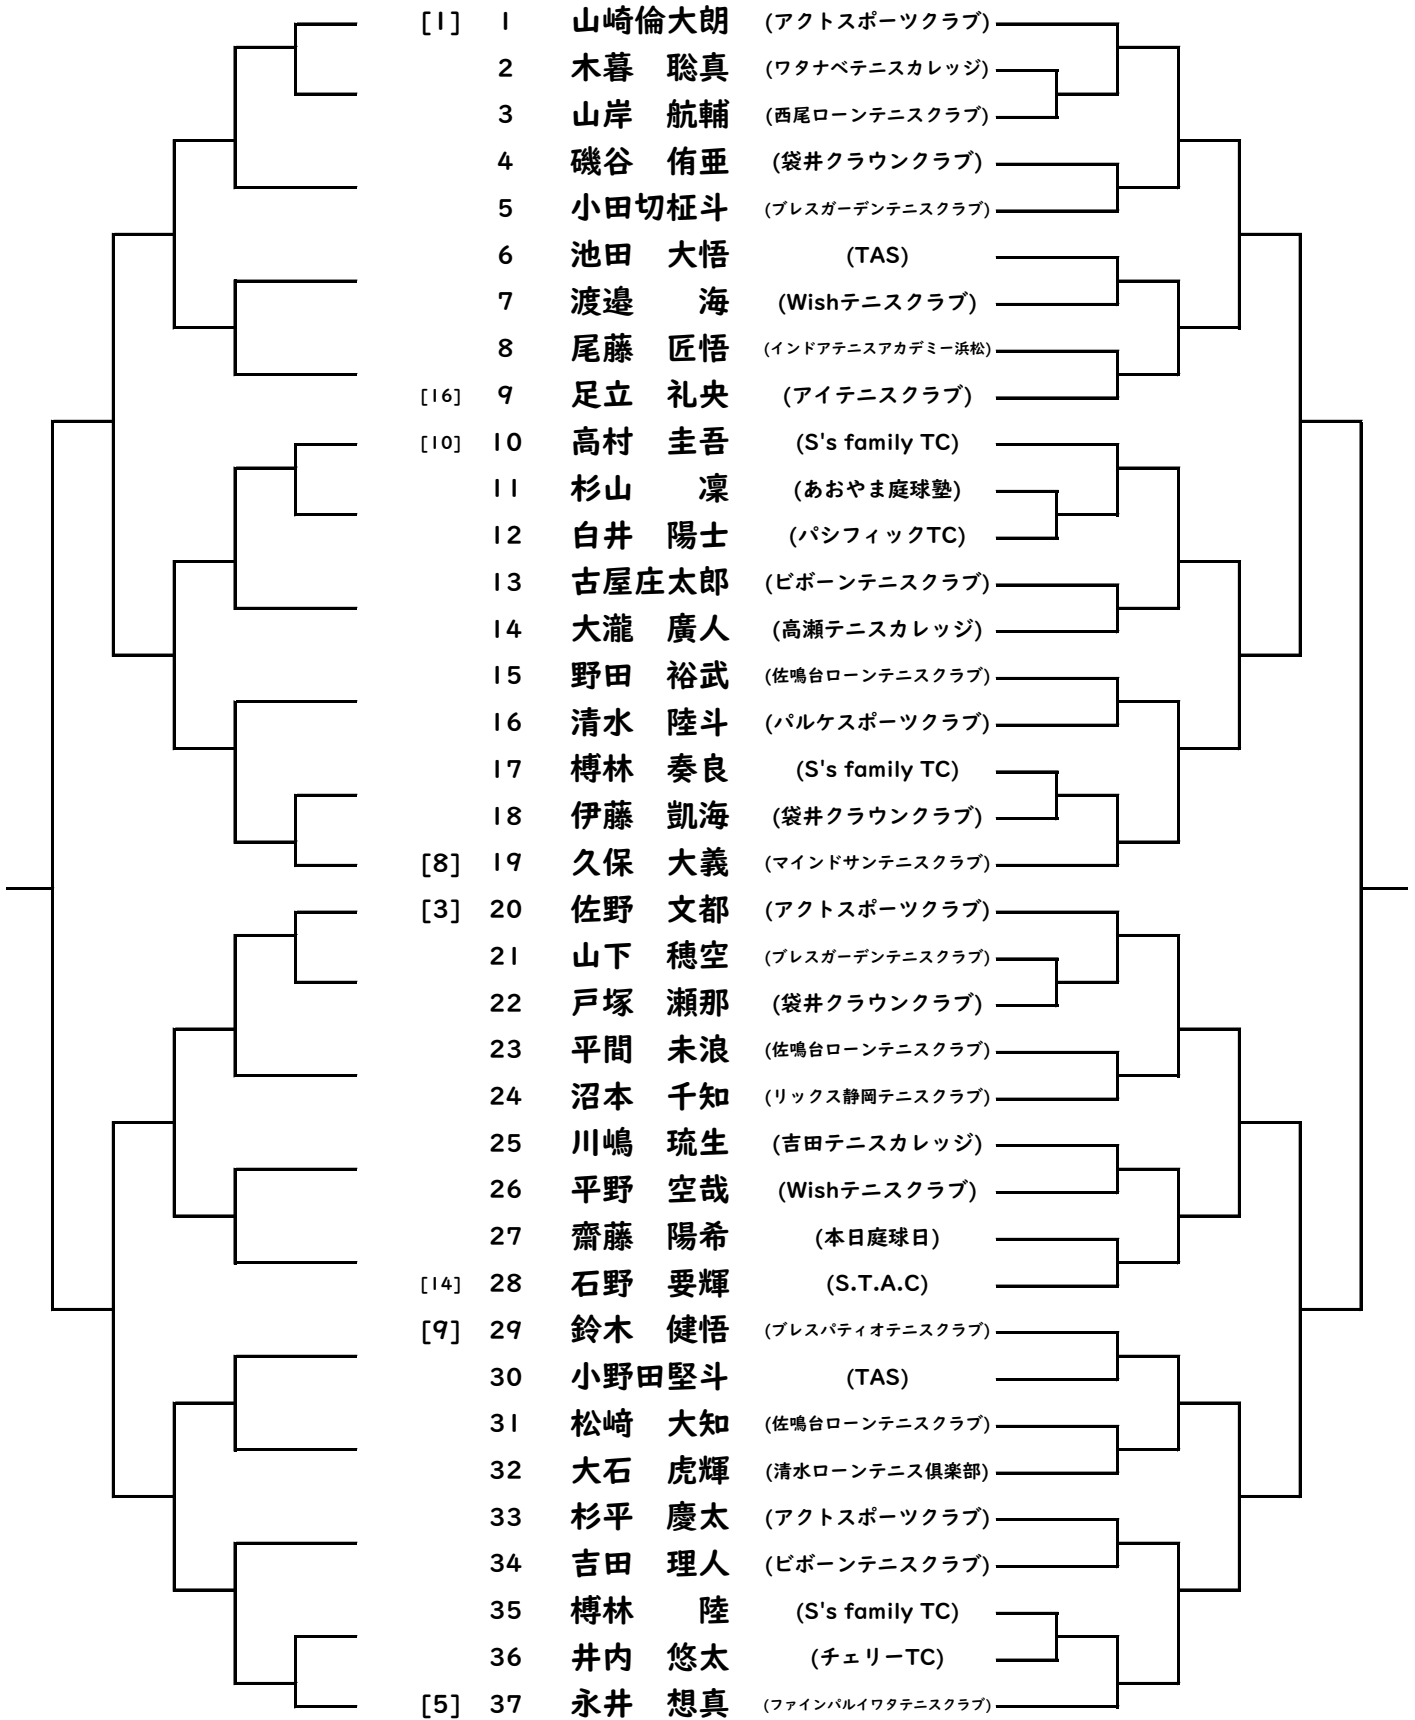 [1] 1 山崎倫大朗 (アクトスポーツクラブ)
2 木暮 聡真 (ワタナベテニスカレッジ)
3 山岸 航輔 (西尾ローンテニスクラブ)
4 磯谷 侑亜 (袋井クラウンクラブ)
5 小田切柾斗 (ブレスガーデンテニスクラブ)
6 池田 大悟 (TAS)
7 渡邉 海 (Wishテニスクラブ)
8 尾藤 匠悟 (インドアテニスアカデミー浜松)
[16] 9 足立 礼央 (アイテニスクラブ)
[10] 10 高村 圭吾 (S's family TC)
11 杉山 凜 (あおやま庭球塾)
12 白井 陽士 (パシフィックTC)
13 古屋庄太郎 (ビボーンテニスクラブ)
14 大瀧 廣人 (高瀬テニスカレッジ)
15 野田 裕武 (佐鳴台ローンテニスクラブ)
16 清水 陸斗 (パルケスポーツクラブ)
17 榑林 奏良 (S's family TC)
18 伊藤 凱海 (袋井クラウンクラブ)
[8] 19 久保 大義 (マインドサンテニスクラブ)
[3] 20 佐野 文都 (アクトスポーツクラブ)
21 山下 穂空 (ブレスガーデンテニスクラブ)
22 戸塚 瀬那 (袋井クラウンクラブ)
23 平間 未浪 (佐鳴台ローンテニスクラブ)
24 沼本 千知 (リックス静岡テニスクラブ)
25 川嶋 琉生 (吉田テニスカレッジ)
26 平野 空哉 (Wishテニスクラブ)
27 齋藤 陽希 (本日庭球日)
[14] 28 石野 要輝 (S.T.A.C)
[9] 29 鈴木 健悟 (ブレスパティオテニスクラブ)
30 小野田堅斗 (TAS)
31 松﨑 大知 (佐鳴台ローンテニスクラブ)
32 大石 虎輝 (清水ローンテニス俱楽部)
33 杉平 慶太 (アクトスポーツクラブ)
34 吉田 理人 (ビボーンテニスクラブ)
35 榑林 陸 (S's family TC)
36 井内 悠太 (チェリーTC)
[5] 37 永井 想真 (ファインパルイワタテニスクラブ)